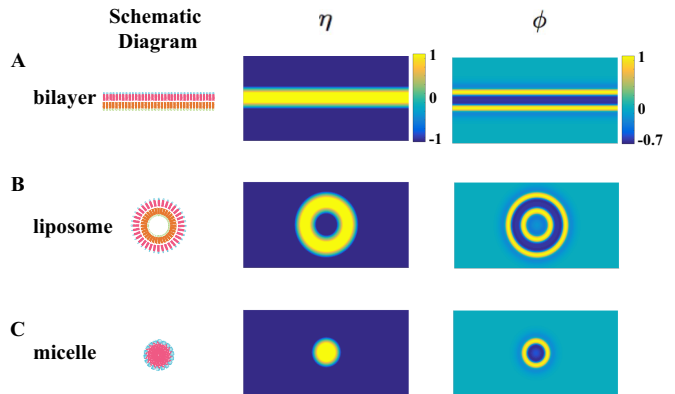 Schematic
Diagram
η
ϕ
A
bilayer
1
0
-1
1
0
-0.7
B
liposome
C
micelle